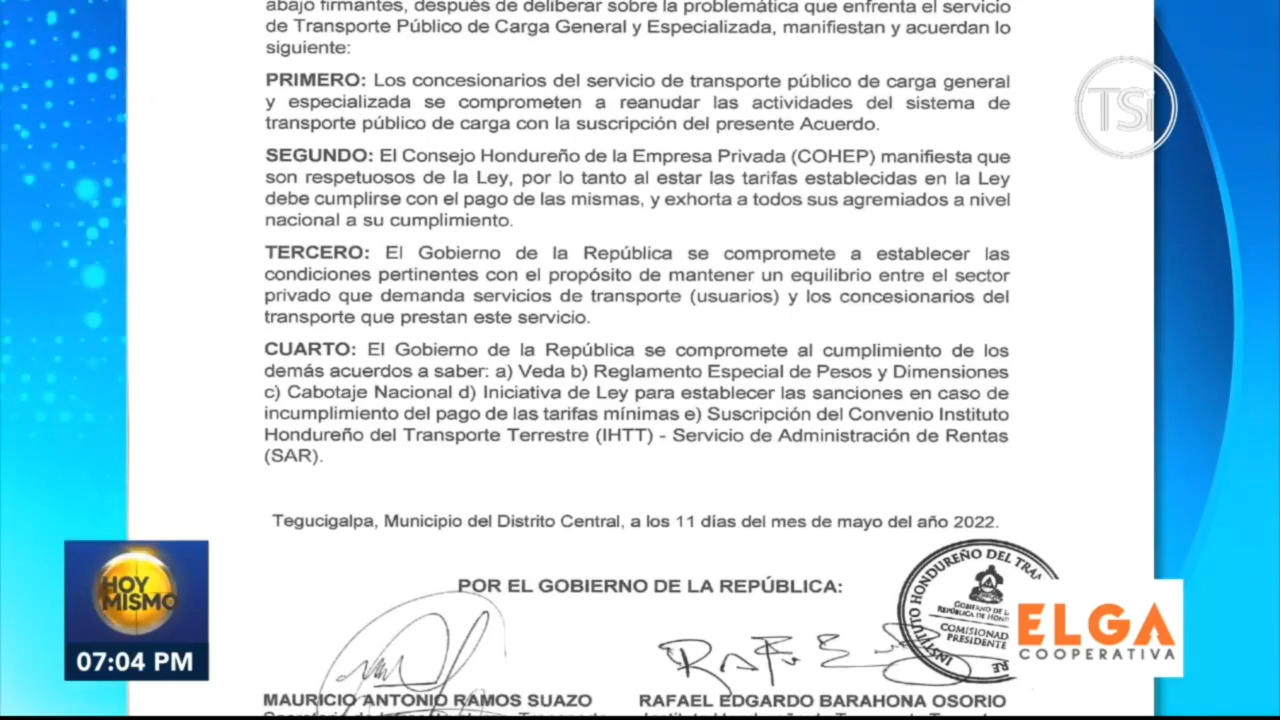 abajo firmantes, después de deliberar sobre la problemática que enfrenta el servicio
de Transporte Público de Carga General y Especializada, manifiestan y acuerdan lo
siguiente:
PRIMERO: Los concesionarios del servicio de transporte público de carga general
y especializada se comprometen a reanudar las actividades del sistema de
transporte público de carga con la suscripción del presente Acuerdo.
SEGUNDO: El Consejo Hondureño de la Empresa Privada (COHEP) manifiesta que
son respetuosos de la Ley, por lo tanto al estar las tarifas establecidas en la Ley
debe cumplirse con el pago de las mismas, y exhorta a todos sus agremiados a nivel
nacional a su cumplimiento.
TERCERO: El Gobierno de la República se compromete a establecer las
condiciones pertinentes con el propósito de mantener un equilibrio entre el sector
privado que demanda servicios de transporte (usuarios) y los concesionarios del
transporte que prestan este servicio.
CUARTO: El Gobierno de la República se compromete al cumplimiento de los
demás acuerdos a saber: a) Veda b) Reglamento Especial de Pesos y Dimensiones
c) Cabotaje Nacional d) Iniciativa de Ley para establecer las sanciones en caso de
incumplimiento del pago de las tarifas mínimas e) Suscripción del Convenio Instituto
Hondureño del Transporte Terrestre (IHTT) - Servicio de Administración de Rentas
(SAR).
Tegucigalpa, Municipio del Distrito Central, a los 11 días del mes de mayo del año 2022.
POR EL GOBIERNO DE LA REPÚBLICA:
MAURICIO ANTONIO RAMOS SUAZO
RAFAEL EDGARDO BARAHONA OSORIO
INSTITUTO HONDUREÑO DEL
GOBIERNO DE
REPÚBLICA DE
PRESIDENTE
TSi
HOY
MISMO
07:04 PM
ELGA
COOPERATIVA